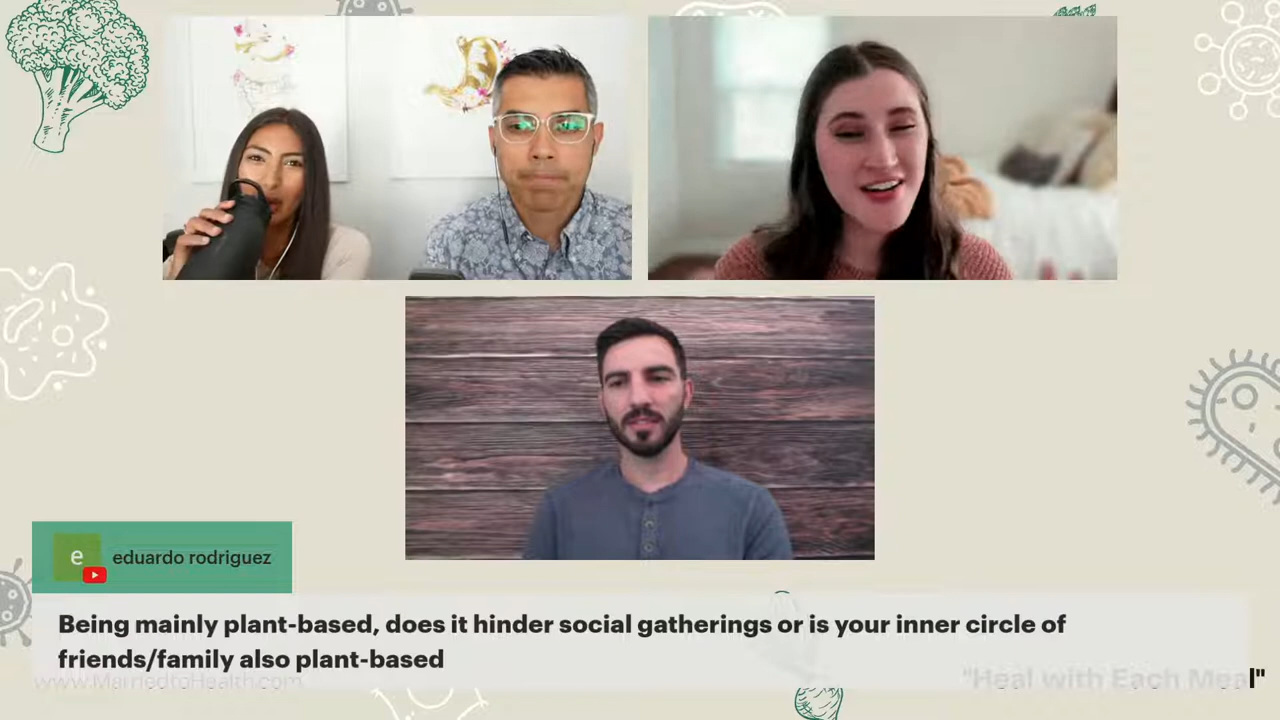 e
eduardo rodriguez
Being mainly plant-based, does it hinder social gatherings or is your inner circle of
friends/family also plant-based
www.MarriedtoHealth.com
"Heal with Each Meal"